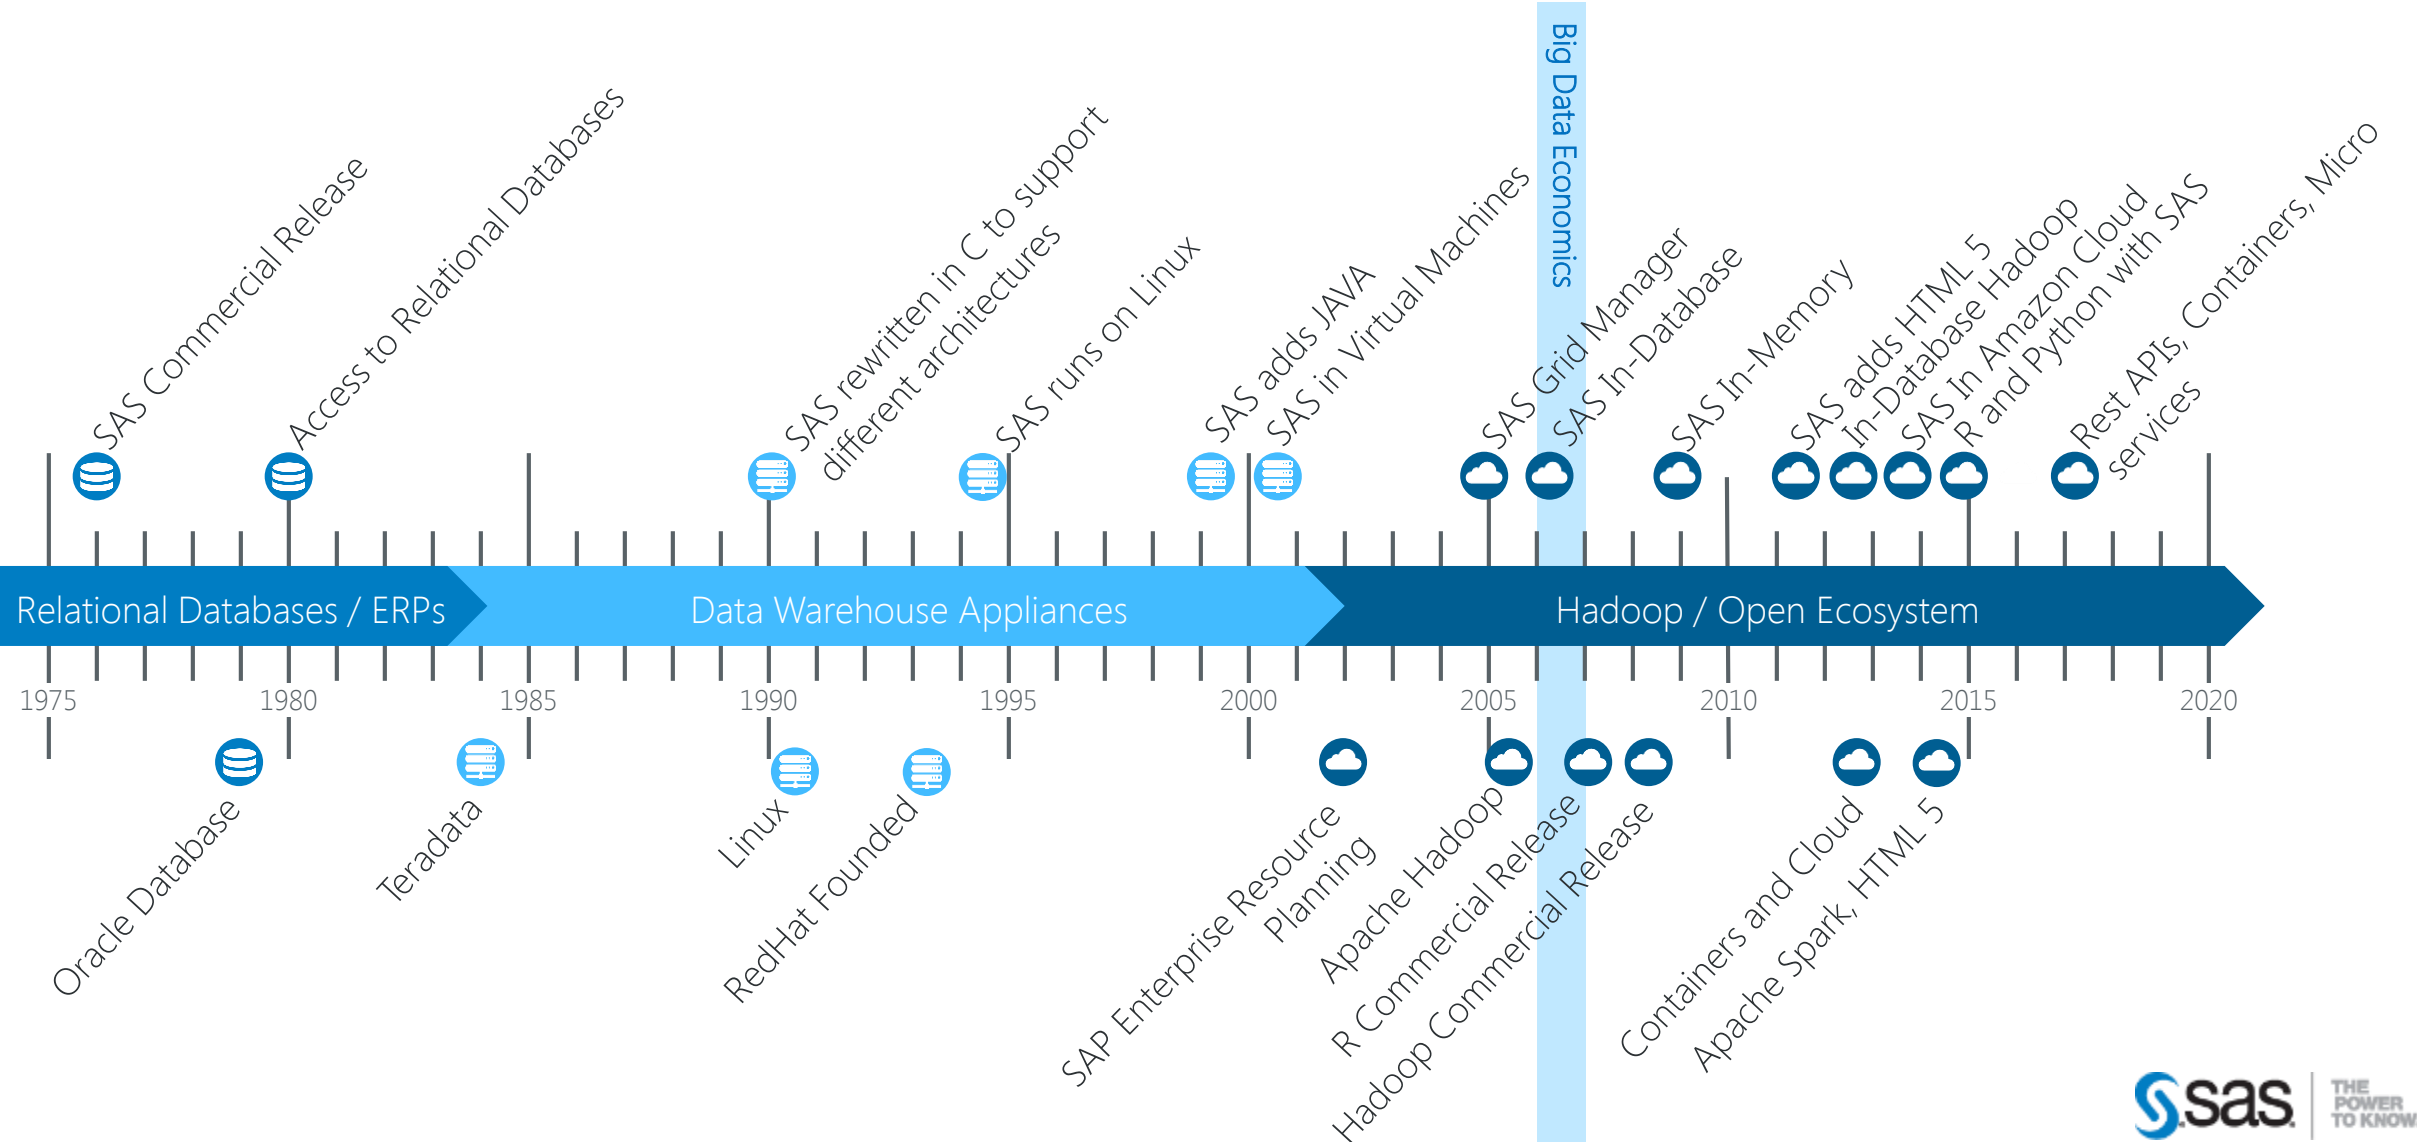 Big Data Economics
SAS Commercial Release
Access to Relational Databases
SAS rewritten in C to support
different architectures
SAS runs on Linux
SAS adds JAVA
SAS in Virtual Machines
SAS Grid Manager
SAS In-Database
SAS In-Memory
SAS adds HTML 5
In-Database Hadoop
SAS In Amazon Cloud
R and Python with SAS
Rest APIs, Containers, Micro
services
Relational Databases / ERPs
Data Warehouse Appliances
Hadoop / Open Ecosystem
1975
1980
1985
1990
1995
2000
2005
2010
2015
2020
Oracle Database
Teradata
Linux
RedHat Founded
SAP Enterprise Resource
Planning
Apache Hadoop
R Commercial Release
Hadoop Commercial Release
Containers and Cloud
Apache Spark, HTML 5
sas
THE
POWER
TO KNOW